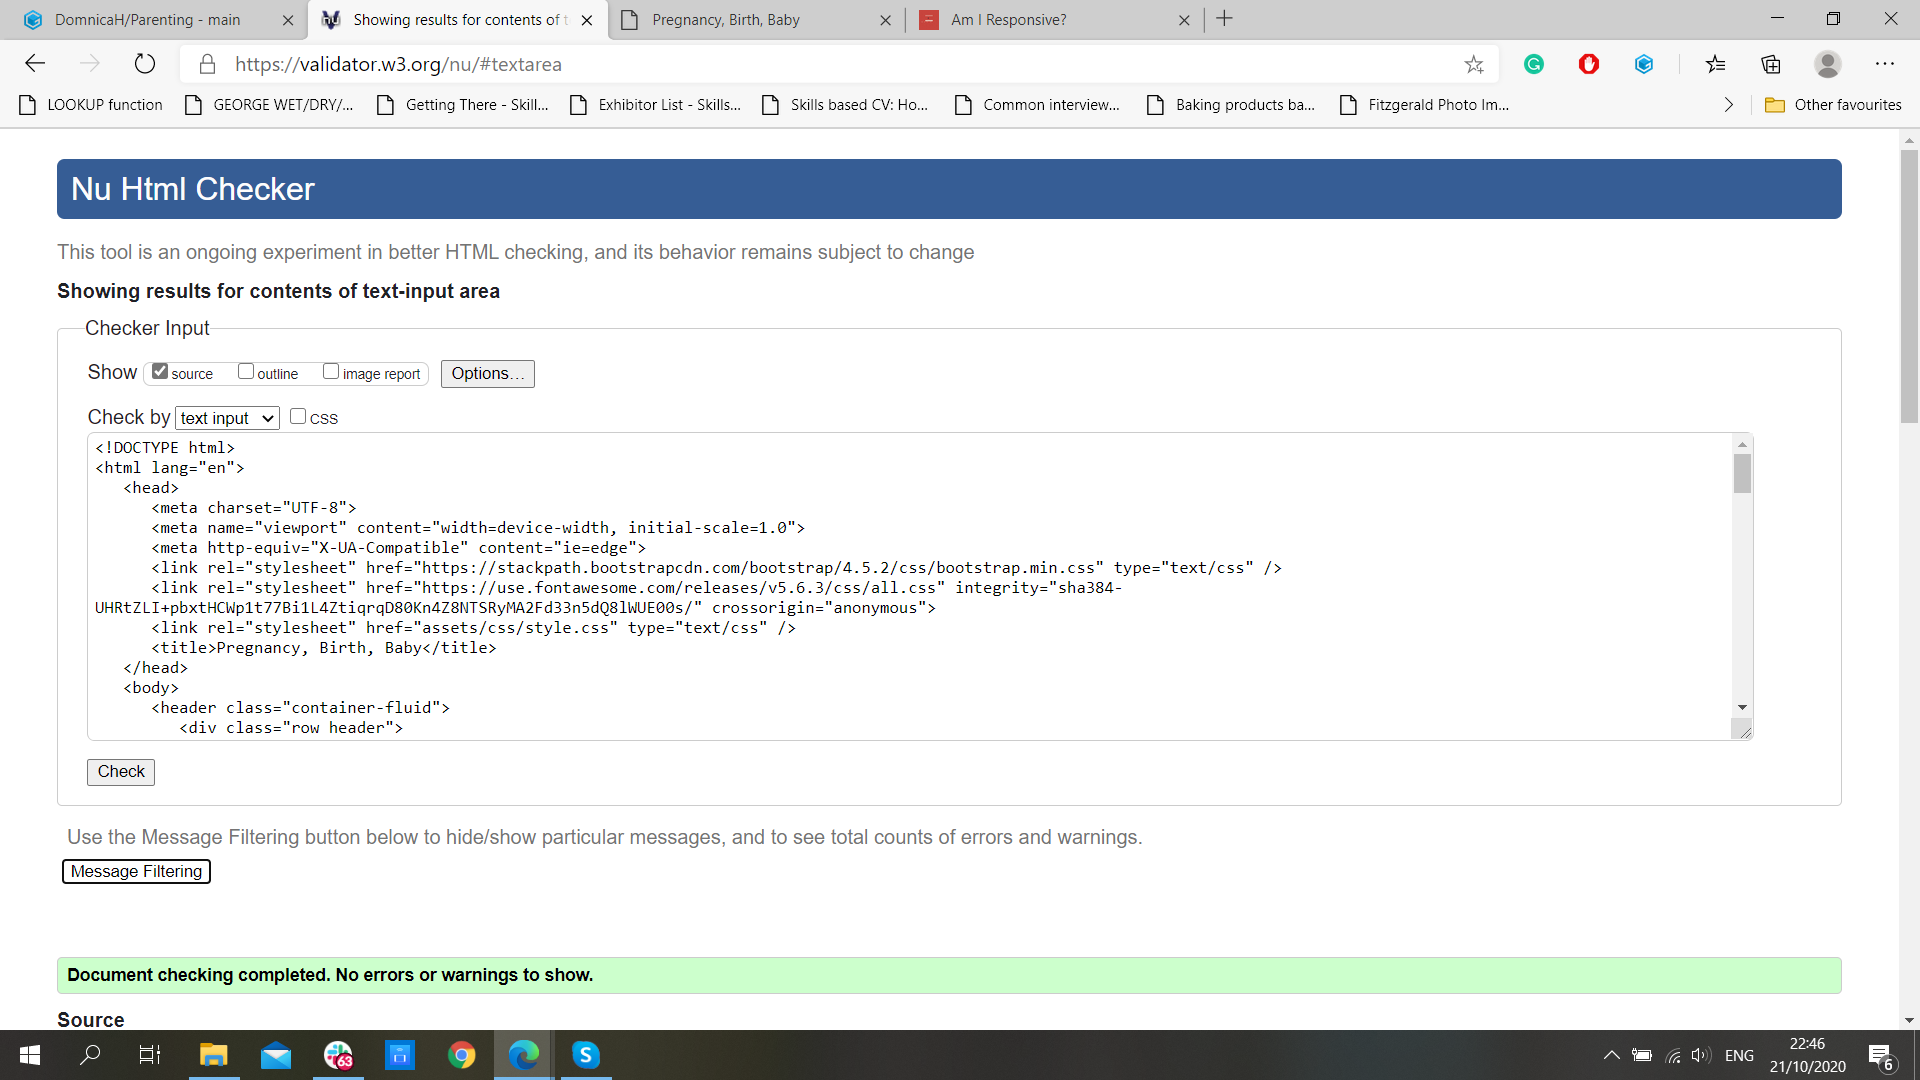 DomnicaH/Parenting - main
Showing results for contents of t
Pregnancy, Birth, Baby
Am I Responsive?
https://validator.w3.org/nu/#textarea
LOOKUP function
GEORGE WET/DRY/...
Getting There - Skill...
Exhibitor List - Skills...
Skills based CV: Ho...
Common interview...
Baking products ba...
Fitzgerald Photo Im...
Other favourites
Nu Html Checker
This tool is an ongoing experiment in better HTML checking, and its behavior remains subject to change
Showing results for contents of text-input area
Checker Input
Show source outline image report Options...
Check by text input CSS
<!DOCTYPE html>
<html lang="en">
<head>
<meta charset="UTF-8">
<meta name="viewport" content="width=device-width, initial-scale=1.0">
<meta http-equiv="X-UA-Compatible" content="ie=edge">
<link rel="stylesheet" href="https://stackpath.bootstrapcdn.com/bootstrap/4.5.2/css/bootstrap.min.css" type="text/css" />
<link rel="stylesheet" href="https://use.fontawesome.com/releases/v5.6.3/css/all.css" integrity="sha384-
UHRtZLI+pbxtHCWp1t77Bi1L4ZtiqrqD80Kn4Z8NTSRyMA2Fd33n5dQ8lWUE00s/" crossorigin="anonymous">
<link rel="stylesheet" href="assets/css/style.css" type="text/css" />
<title>Pregnancy, Birth, Baby</title>
</head>
<body>
<header class="container-fluid">
<div class="row header">
Check
Use the Message Filtering button below to hide/show particular messages, and to see total counts of errors and warnings.
Message Filtering
Document checking completed. No errors or warnings to show.
Source
63
S
ENG
22:46
21/10/2020
6